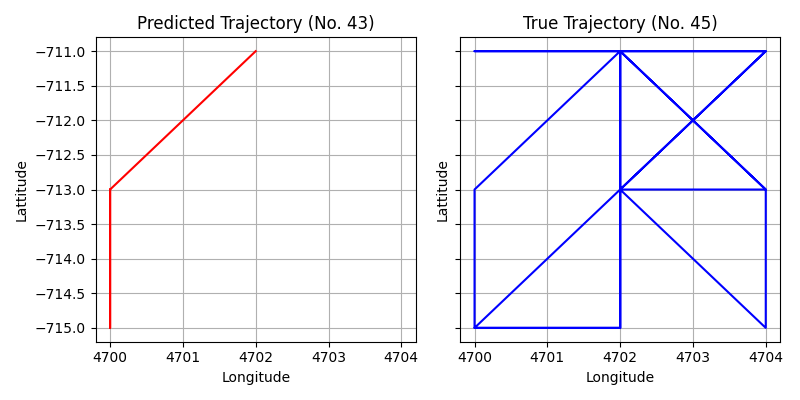 Predicted Trajectory (No. 43)
True Trajectory (No. 45)
Lattitude
−711.0
−711.5
−712.0
−712.5
−713.0
−713.5
−714.0
−714.5
−715.0
4700 4701 4702 4703 4704
Longitude
Lattitude
4700 4701 4702 4703 4704
Longitude